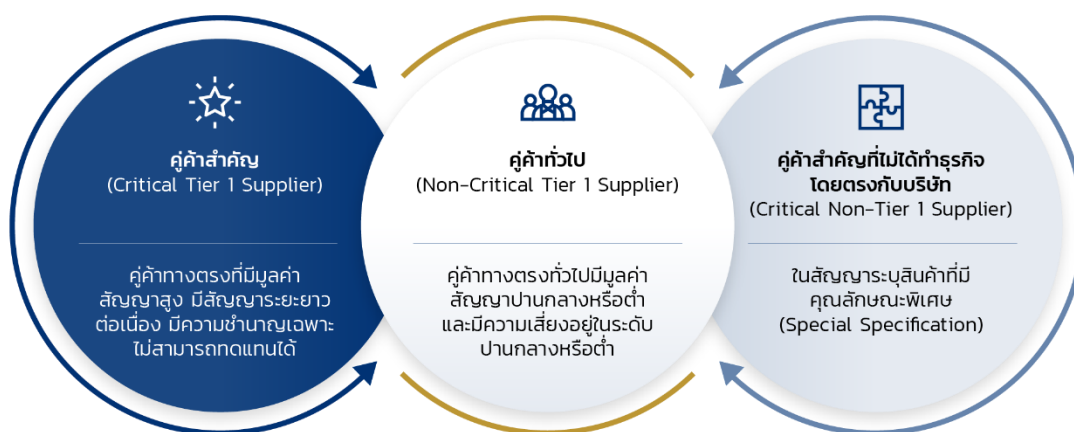 คู่ค้าสำคัญ
(Critical Tier 1 Supplier)
คู่ค้าทางตรงที่มีมูลค่า
สัญญาสูง มีสัญญาระยะยาว
ต่อเนื่อง มีความชำนาญเฉพาะ
ไม่สามารถทดแทนได้
คู่ค้าทั่วไป
(Non-Critical Tier 1 Supplier)
คู่ค้าทางตรงทั่วไปมีมูลค่า
สัญญาปานกลางหรือต่ำ
และมีความเสี่ยงอยู่ในระดับ
ปานกลางหรือต่ำ
คู่ค้าสำคัญที่ไม่ได้ทำธุรกิจ
โดยตรงกับบริษัท
(Critical Non-Tier 1 Supplier)
ในสัญญาระบุสินค้าที่มี
คุณลักษณะพิเศษ
(Special Specification)